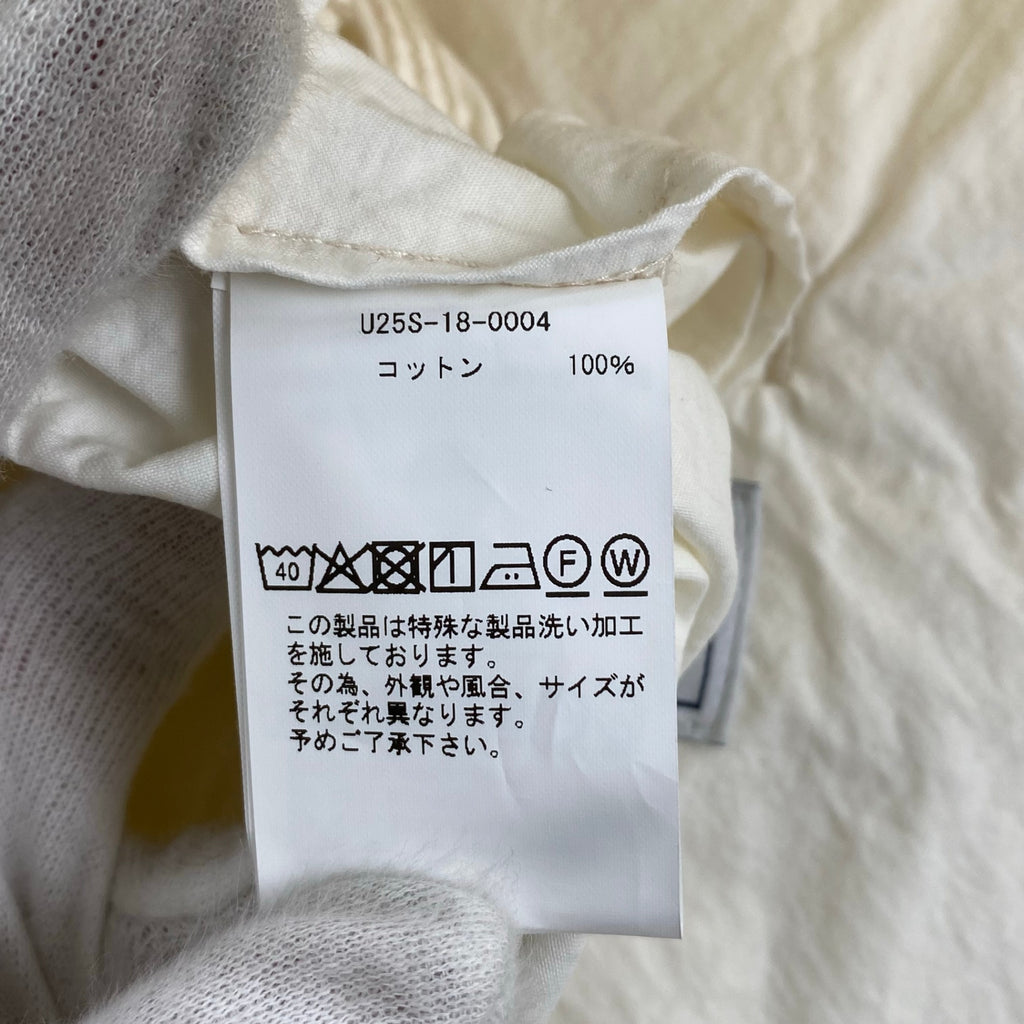 U25S-18-0004
コットン 100%
40 F W
この製品は特殊な製品洗い加工
を施しております。
その為、外観や風合、サイズが
それぞれ異なります。
予めご了承下さい。